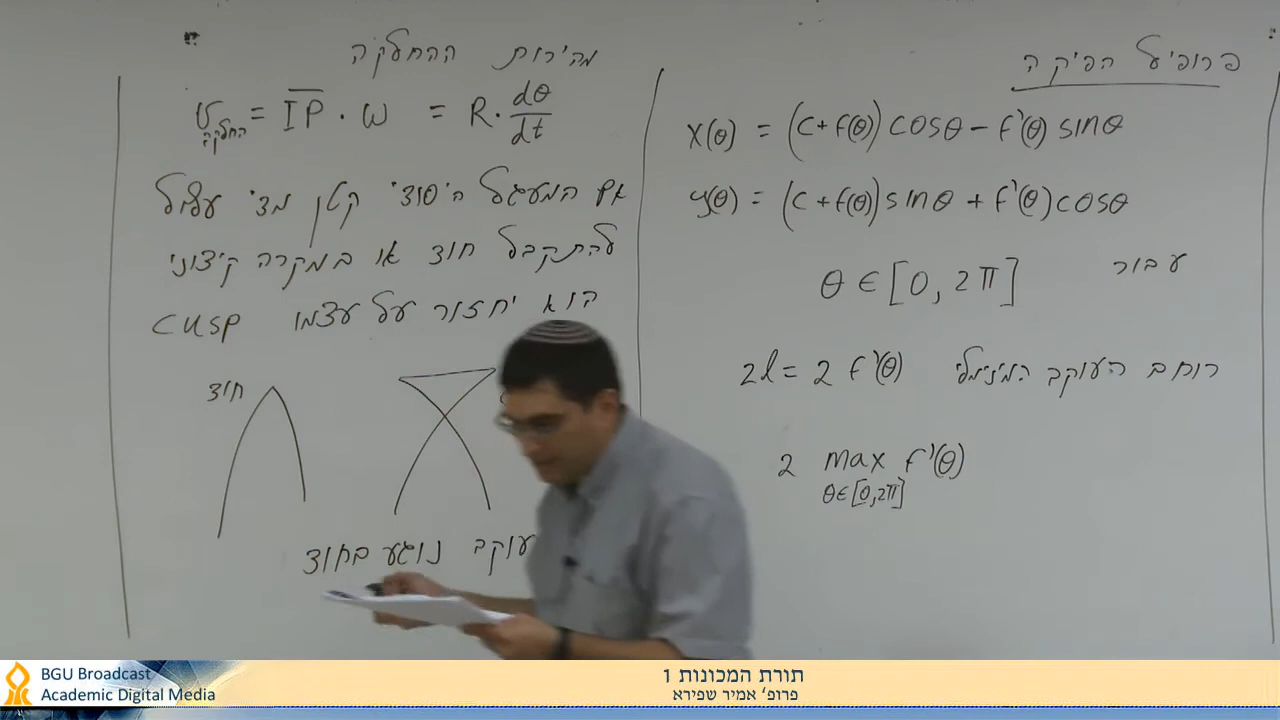 פרופיל הפיקה
x(θ) = (c+f(θ))cosθ - f'(θ) sinθ
y(θ) = (c+f(θ))sinθ + f'(θ)cosθ
עבור θ∈[0, 2π]
רוחב העוקב המינימלי 2l = 2 f'(θ)
2 max f'(θ)
θ∈[0,2π]
מהירות ההחלקה
v החלקה = IP · ω = R · dθ/dt
אם המעגל היסודי קטן מדי עלול
להתקבל חוד או במקרה קיצוני
הוא יחזור על עצמו CUSP
חוד
עוקב נוגע בחוד
BGU Broadcast
Academic Digital Media
תורת המכונות 1
פרופ' אמיר שפירא